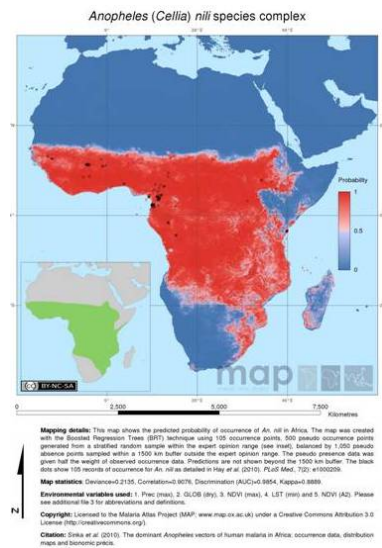 Anopheles (Cellia) nili species complex
Probability
1
0.5
0
map
(cc) BY-NC-SA
0 2,500 5,000 7,500
Kilometres
N
Mapping details: This map shows the predicted probability of occurrence of An. nili in Africa. The map was created
with the Boosted Regression Trees (BRT) technique using 105 occurrence points, 500 pseudo occurrence points
generated from a stratified random sample within the expert opinion range (see inset), balanced by 1,050 pseudo
absence points sampled within a 1500 km buffer outside the expert opinion range. The pseudo presence data was
given half the weight of observed occurrence data. Predictions are not shown beyond the 1500 km buffer. The black
dots show 105 records of occurrence for An. nili as detailed in Hay et al. (2010). PLoS Med., 7(2): e1000209.
Map statistics: Deviance=0.2135, Correlation=0.9079, Discrimination (AUC)=0.9854, Kappa=0.8889.
Environmental variables used: 1. Prec (max), 2. GLOB (dry), 3. NDVI (max), 4. LST (min) and 5. NDVI (A2). Please
see additional file 3 for abbreviations and definitions.
Copyright: Licensed to the Malaria Atlas Project (MAP; www.map.ox.ac.uk) under a Creative Commons Attribution 3.0
License (http://creativecommons.org/).
Citation: Sinka et al. (2010). The dominant Anopheles vectors of human malaria in Africa: occurrence data, distribution
maps and bionomic précis.